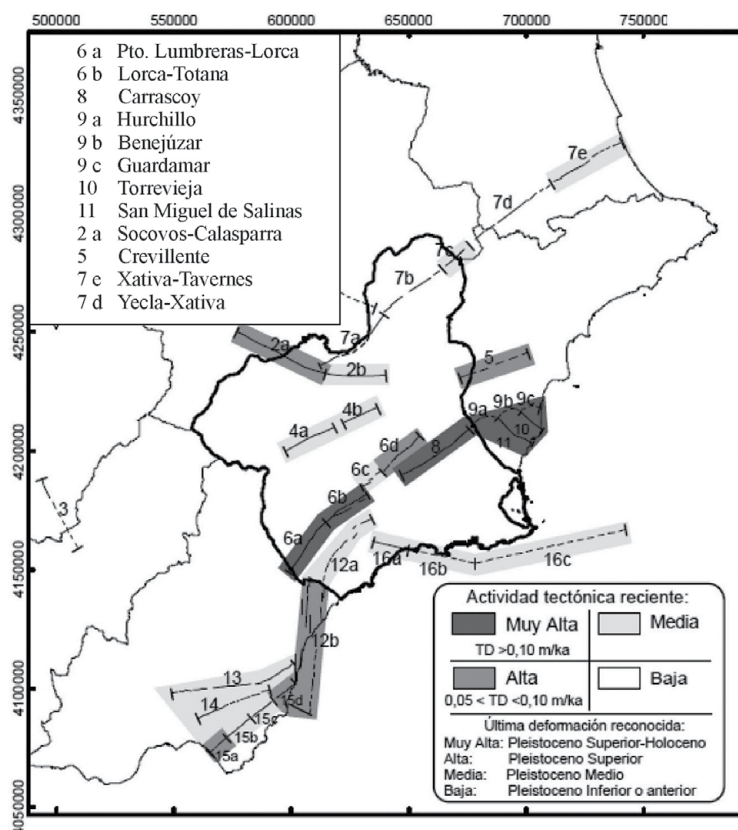 500000 550000 600000 650000 700000 750000
4350000
4300000
4250000
4200000
4150000
4100000
4050000
6 a Pto. Lumbreras-Lorca
6 b Lorca-Totana
8 Carrascoy
9 a Hurchillo
9 b Benejúzar
9 c Guardamar
10 Torrevieja
11 San Miguel de Salinas
2 a Socovos-Calasparra
5 Crevillente
7 e Xativa-Tavernes
7 d Yecla-Xativa
7e
7d
7c
7b
7a
2a
2b
5
4b
4a
9a 9b 9c
10
11
6d
8
6c
6b
6a
3
12a
16a
16b
16c
12b
13
14
15d
15c
15b
15a
Actividad tectónica reciente:
Muy Alta
TD >0,10 m/ka
Media
Alta
0,05 < TD <0,10 m/ka
Baja
Última deformación reconocida:
Muy Alta: Pleistoceno Superior-Holoceno
Alta: Pleistoceno Superior
Media: Pleistoceno Medio
Baja: Pleistoceno Inferior o anterior